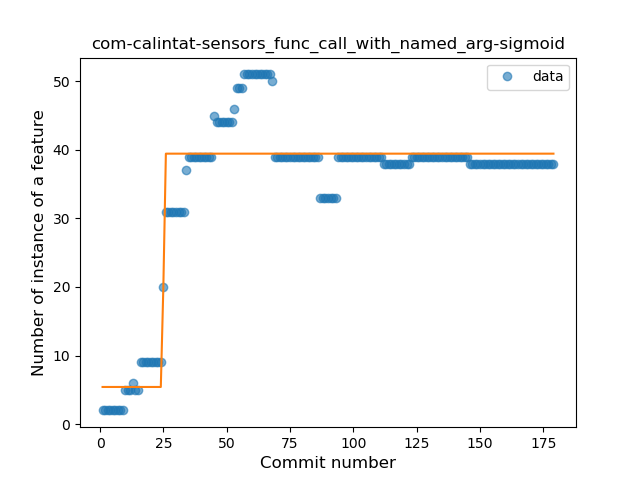 com-calintat-sensors_func_call_with_named_arg-sigmoid
data
Number of instance of a feature
50
40
30
20
10
0
0 25 50 75 100 125 150 175
Commit number